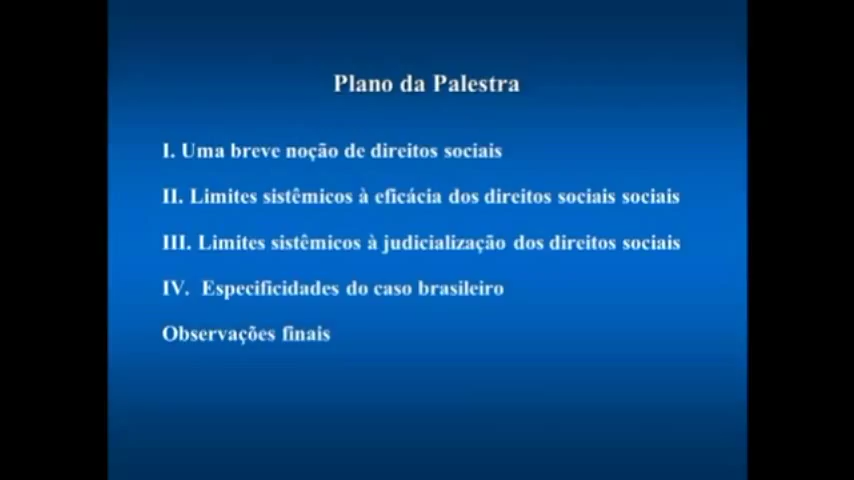 Plano da Palestra
I. Uma breve noção de direitos sociais
II. Limites sistêmicos à eficácia dos direitos sociais sociais
III. Limites sistêmicos à judicialização dos direitos sociais
IV. Especificidades do caso brasileiro
Observações finais